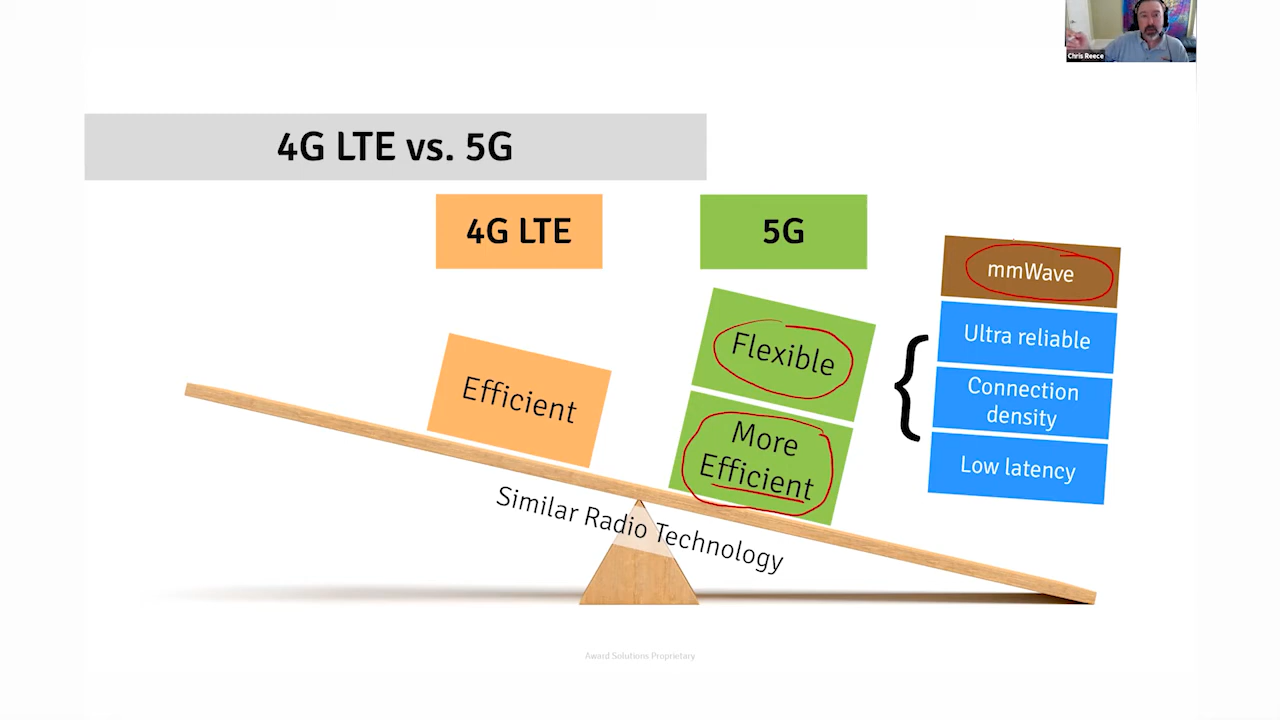 Chris Reece
4G LTE vs. 5G
4G LTE
5G
mmWave
Flexible
Ultra reliable
Efficient
Connection
density
More
Efficient
Low latency
Similar Radio Technology
Award Solutions Proprietary